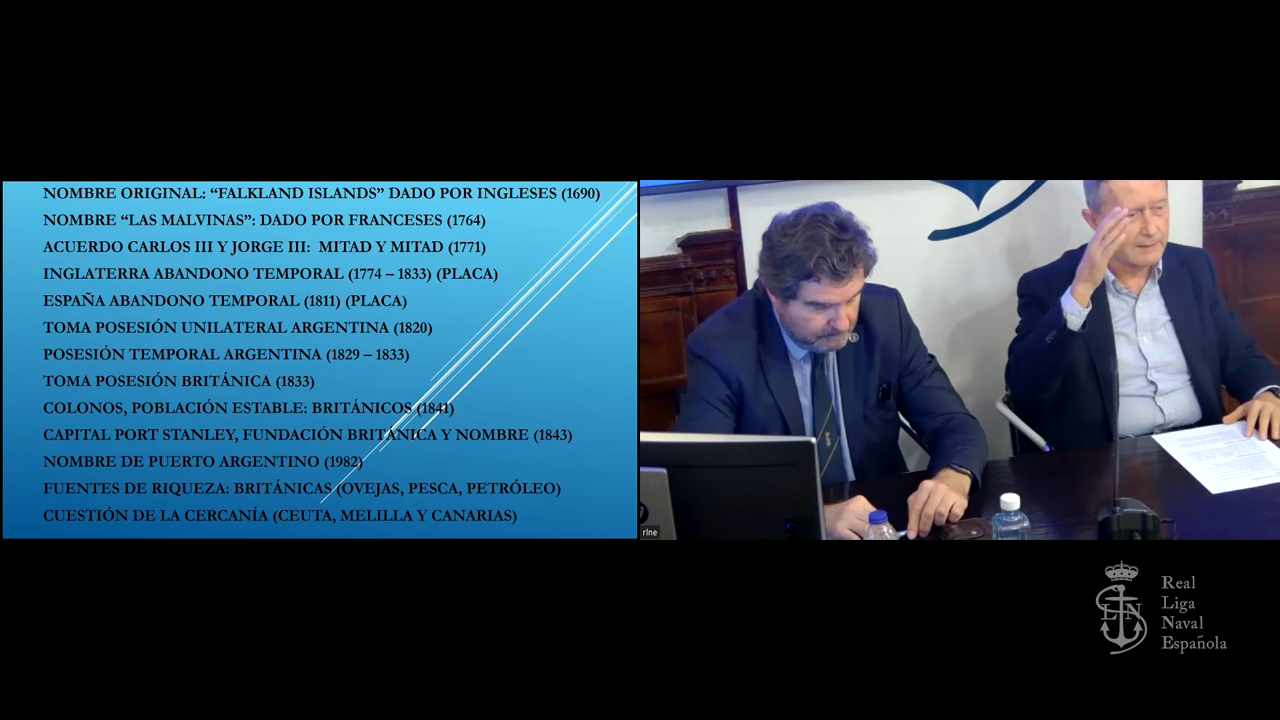 NOMBRE ORIGINAL: “FALKLAND ISLANDS” DADO POR INGLESES (1690)
NOMBRE “LAS MALVINAS”: DADO POR FRANCESES (1764)
ACUERDO CARLOS III Y JORGE III: MITAD Y MITAD (1771)
INGLATERRA ABANDONO TEMPORAL (1774 – 1833) (PLACA)
ESPAÑA ABANDONO TEMPORAL (1811) (PLACA)
TOMA POSESIÓN UNILATERAL ARGENTINA (1820)
POSESIÓN TEMPORAL ARGENTINA (1829 – 1833)
TOMA POSESIÓN BRITÁNICA (1833)
COLONOS, POBLACIÓN ESTABLE: BRITÁNICOS (1841)
CAPITAL PORT STANLEY, FUNDACIÓN BRITÁNICA Y NOMBRE (1843)
NOMBRE DE PUERTO ARGENTINO (1982)
FUENTES DE RIQUEZA: BRITÁNICAS (OVEJAS, PESCA, PETRÓLEO)
CUESTIÓN DE LA CERCANÍA (CEUTA, MELILLA Y CANARIAS)
rlne
LN
Real
Liga
Naval
Española